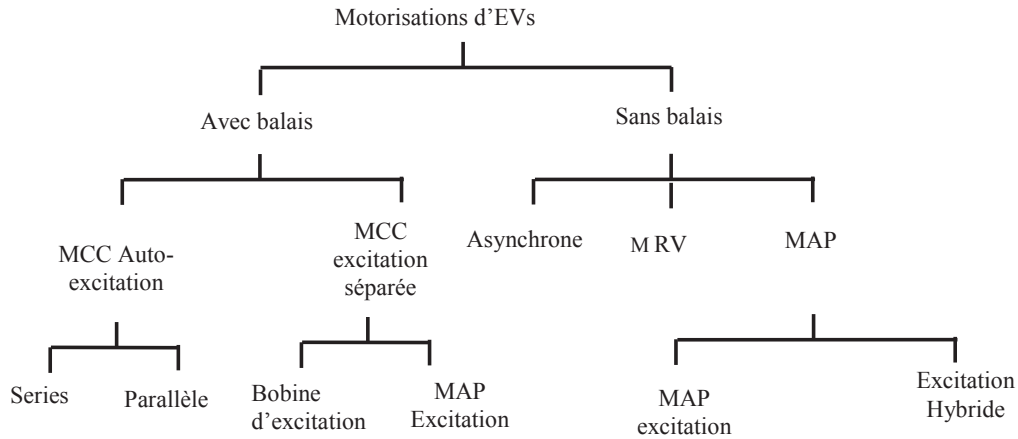 Motorisations d’EVs
Avec balais
Sans balais
MCC Auto-
excitation
MCC
excitation
séparée
Asynchrone
M RV
MAP
Series
Parallèle
Bobine
d’excitation
MAP
Excitation
MAP
excitation
Excitation
Hybride